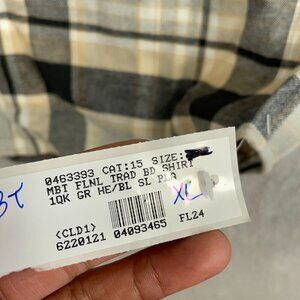 0463393 CAT:15 SIZE:
MBT FLNL TRAD BD SHIRT
1QK GR HE/BL SL PLA
XL
BT
FL24
<CLD1>
6220121 04093465